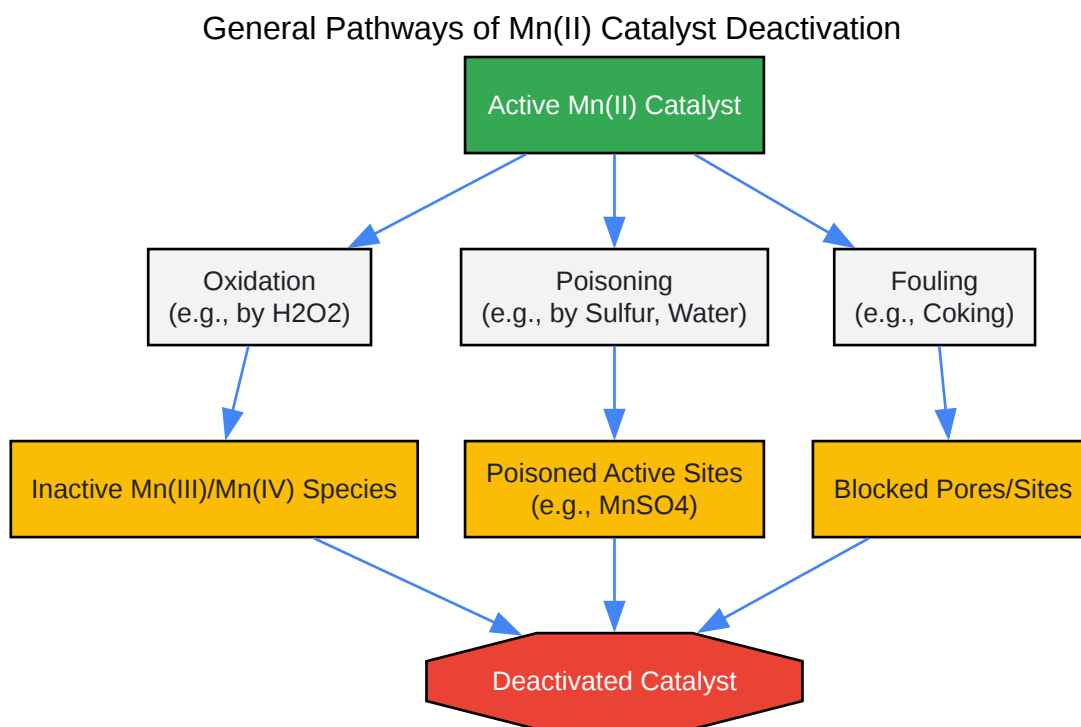 General Pathways of Mn(II) Catalyst Deactivation
Active Mn(II) Catalyst
Oxidation
(e.g., by H2O2)
Poisoning
(e.g., by Sulfur, Water)
Fouling
(e.g., Coking)
Inactive Mn(III)/Mn(IV) Species
Poisoned Active Sites
(e.g., MnSO4)
Blocked Pores/Sites
Deactivated Catalyst